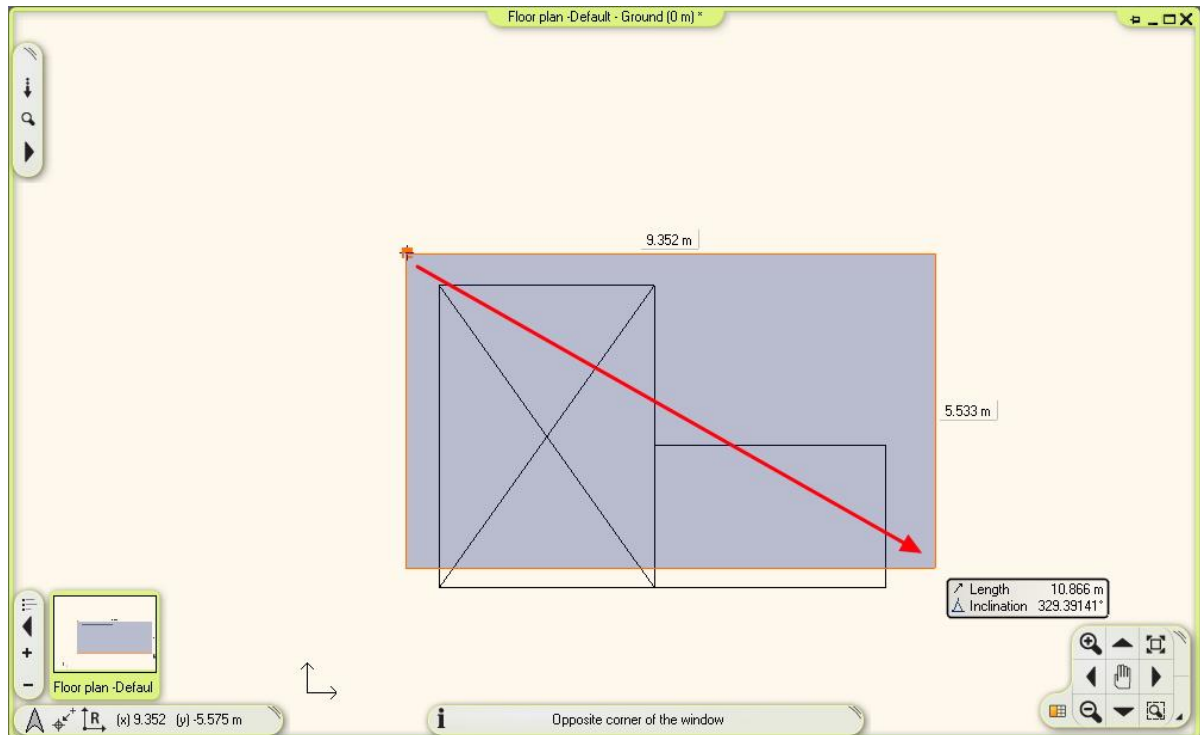 Floor plan -Default - Ground (0 m) *
9.352 m
5.533 m
Length 10.866 m
Inclination 329.39141°
Floor plan -Defaul
R (x) 9.352 (y) -5.575 m
i Opposite corner of the window